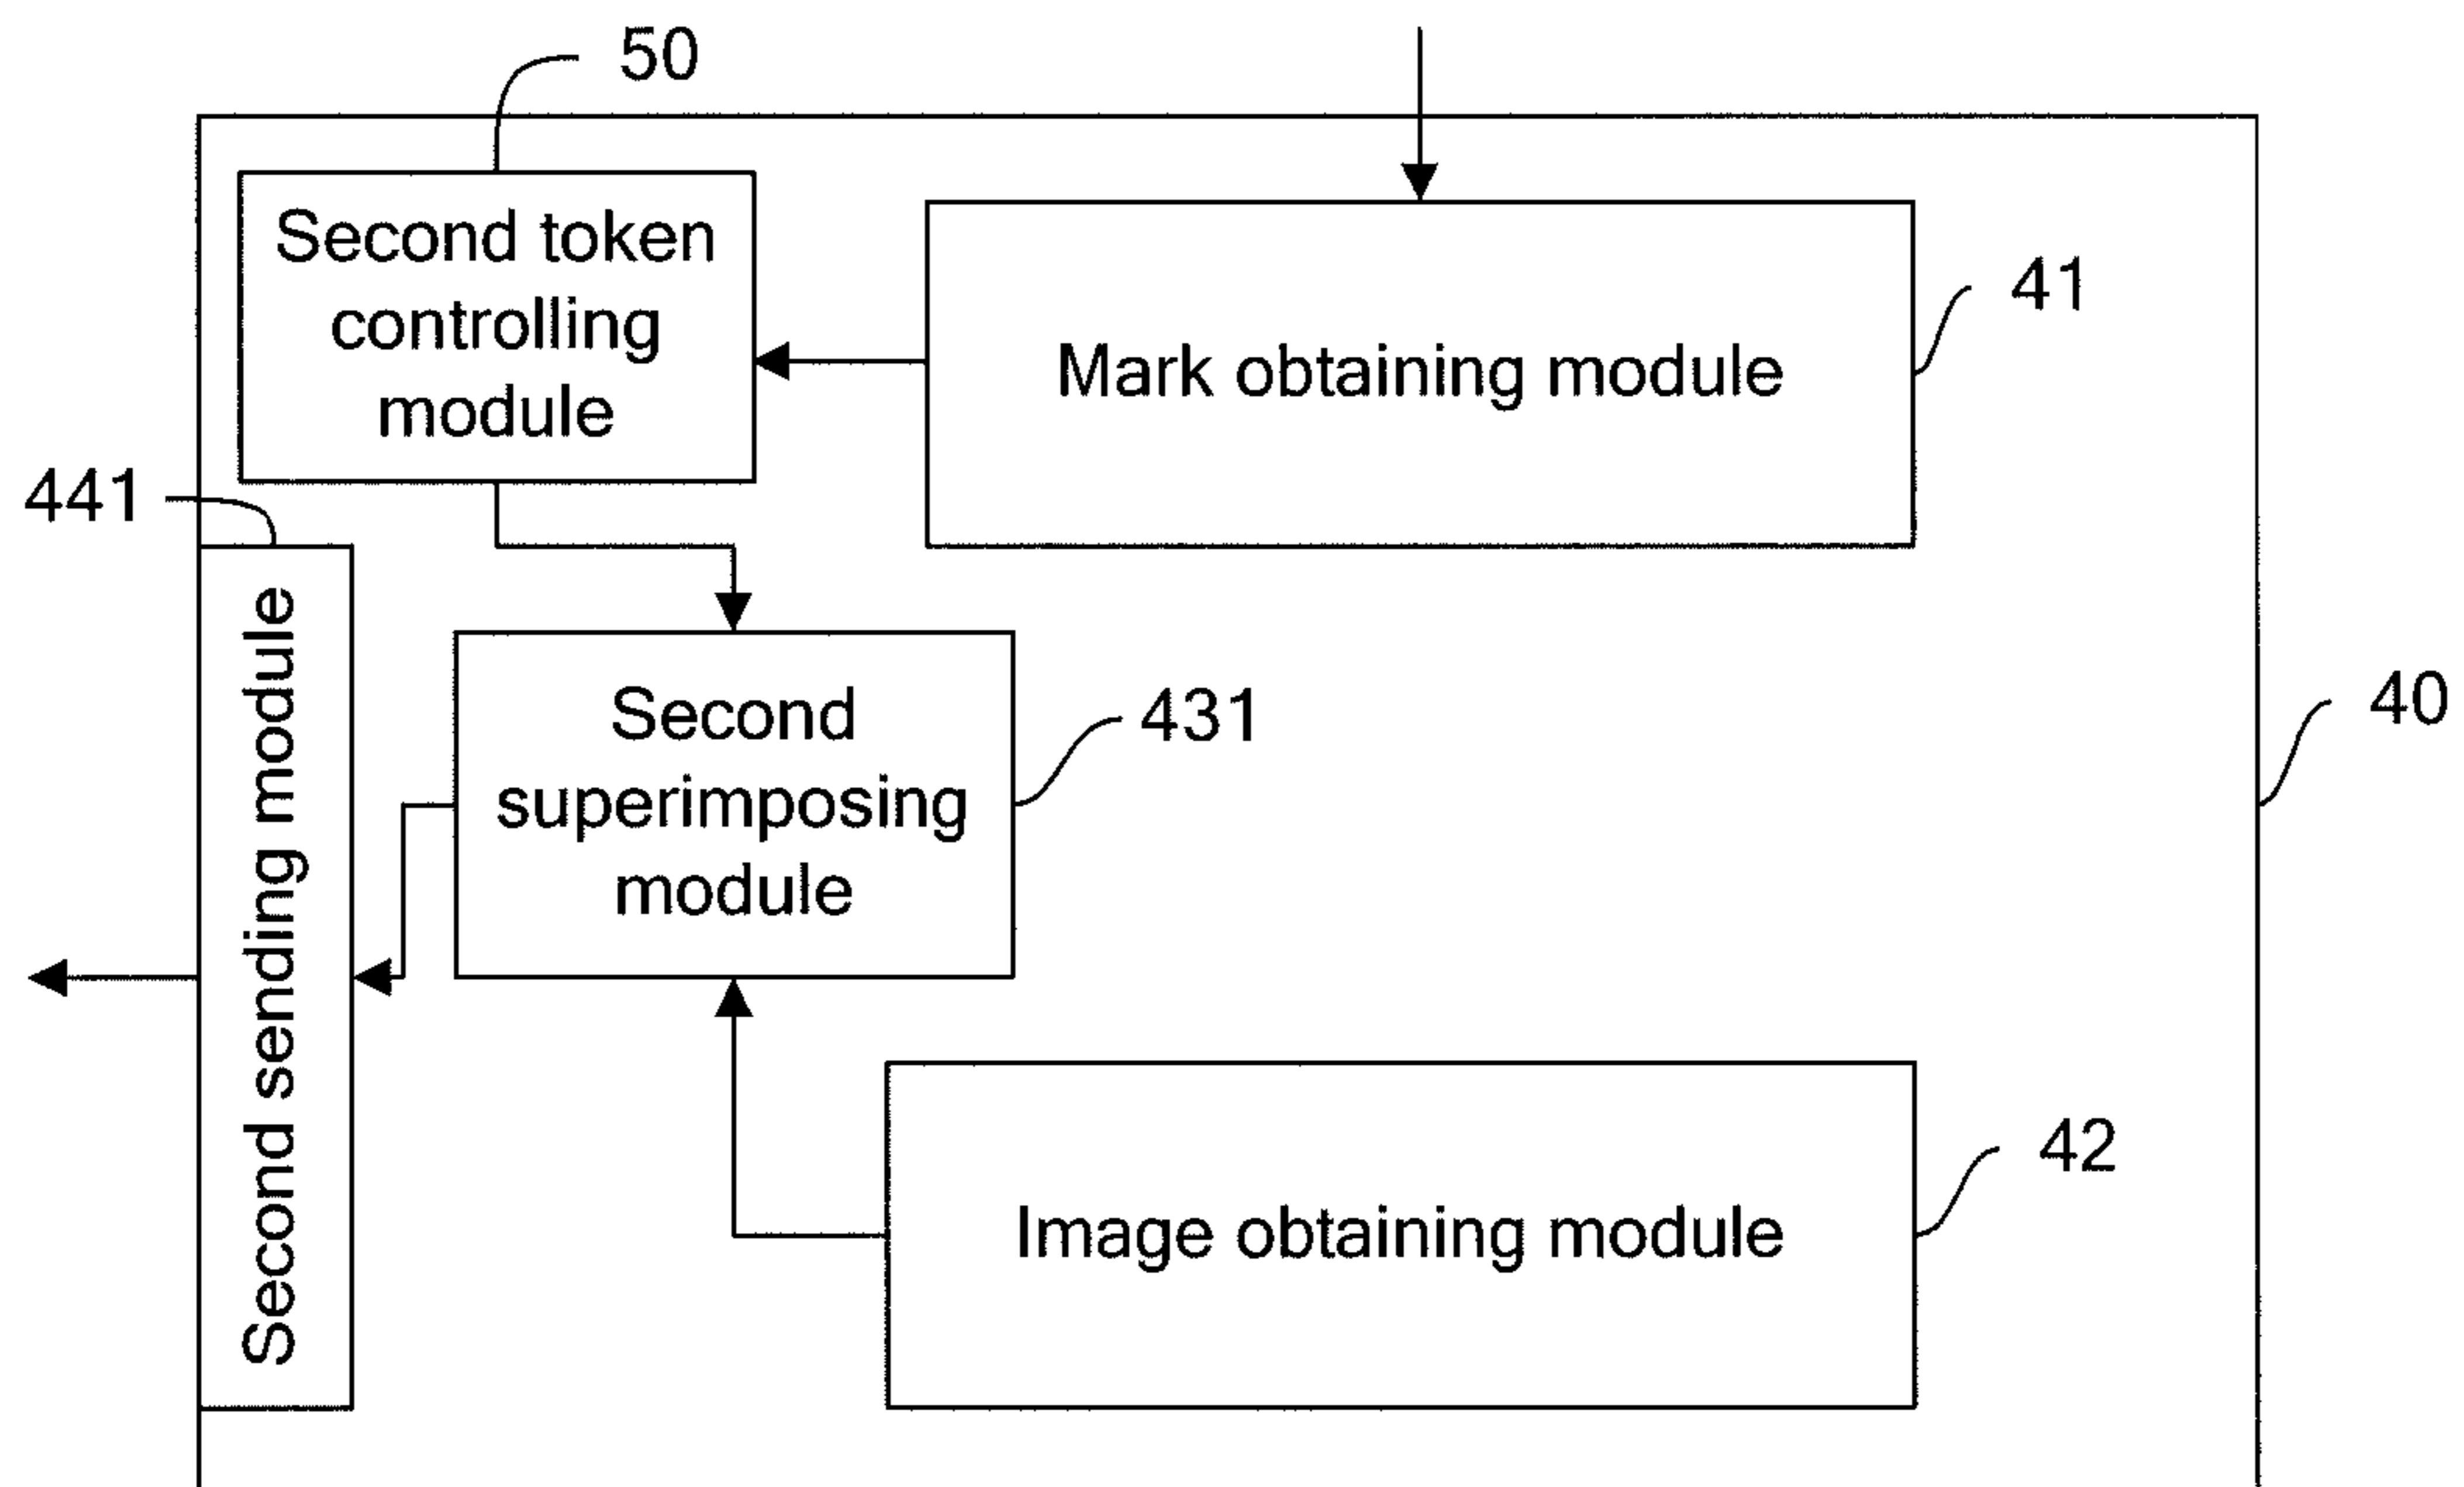 50
Second token
controlling
module
Mark obtaining module
41
441
Second sending module
Second
superimposing
module
431
40
Image obtaining module
42